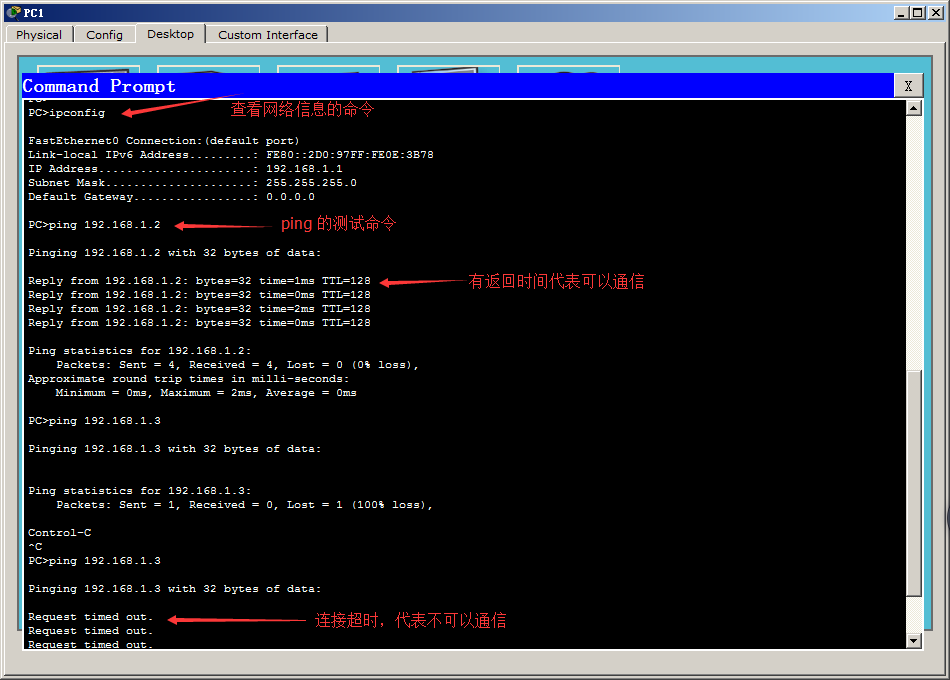 PC1
Physical Config Desktop Custom Interface
Command Prompt X
PC>ipconfig 查看网络信息的命令
FastEthernet0 Connection:(default port)
Link-local IPv6 Address.........: FE80::2D0:97FF:FE0E:3B78
IP Address......................: 192.168.1.1
Subnet Mask.....................: 255.255.255.0
Default Gateway.................: 0.0.0.0
PC>ping 192.168.1.2 ping 的测试命令
Pinging 192.168.1.2 with 32 bytes of data:
Reply from 192.168.1.2: bytes=32 time=1ms TTL=128 有返回时间代表可以通信
Reply from 192.168.1.2: bytes=32 time=0ms TTL=128
Reply from 192.168.1.2: bytes=32 time=2ms TTL=128
Reply from 192.168.1.2: bytes=32 time=0ms TTL=128
Ping statistics for 192.168.1.2:
Packets: Sent = 4, Received = 4, Lost = 0 (0% loss),
Approximate round trip times in milli-seconds:
Minimum = 0ms, Maximum = 2ms, Average = 0ms
PC>ping 192.168.1.3
Pinging 192.168.1.3 with 32 bytes of data:
Ping statistics for 192.168.1.3:
Packets: Sent = 1, Received = 0, Lost = 1 (100% loss),
Control-C
^C
PC>ping 192.168.1.3
Pinging 192.168.1.3 with 32 bytes of data:
Request timed out. 连接超时，代表不可以通信
Request timed out.
Request timed out.